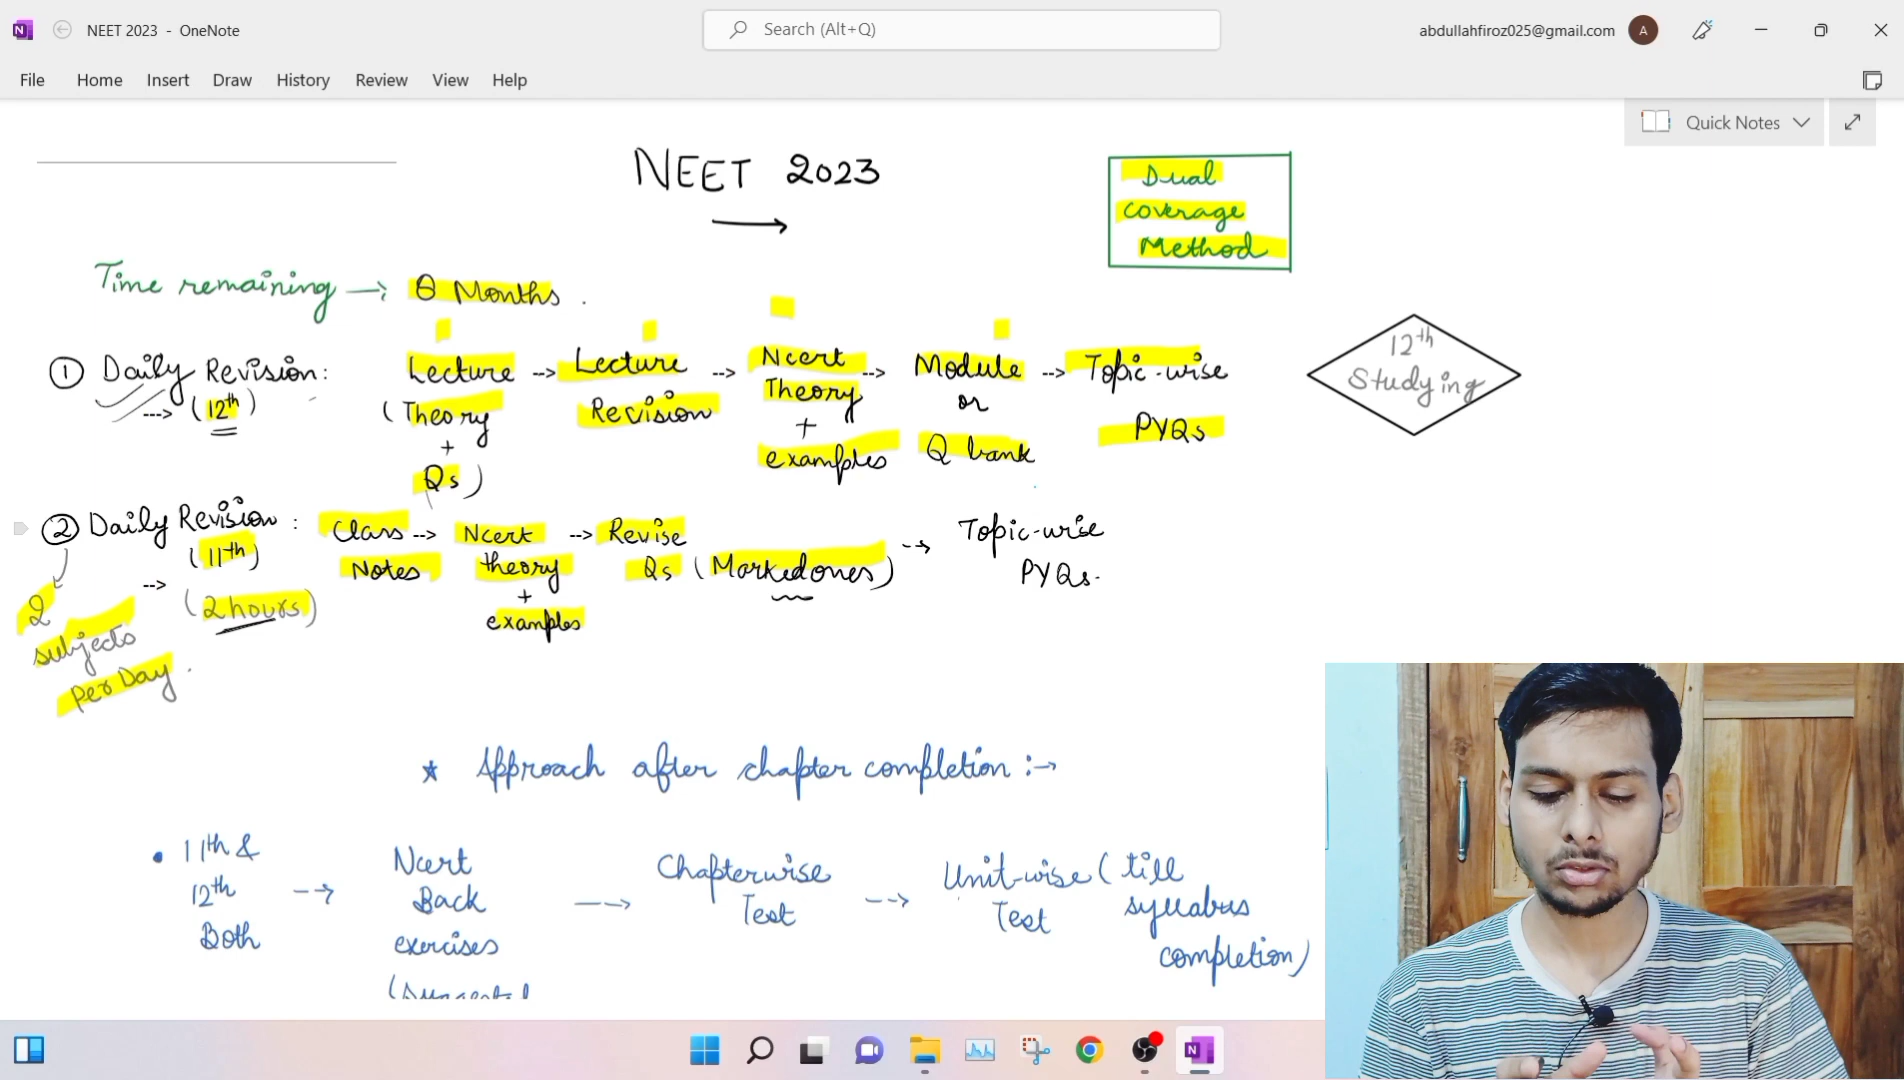 NEET 2023 - OneNote
Search (Alt+Q)
abdullahfiroz025@gmail.com
A
File Home Insert Draw History Review View Help
Quick Notes
NEET 2023
Dual
coverage
Method
Time remaining → 8 Months.
12th
Studying
① Daily Revision:
---> (12th)
Lecture
(Theory
+
Qs)
-->
Lecture
Revision
-->
Ncert
Theory
+
examples
-->
Module
or
Q bank
-->
Topic-wise
PYQs
② Daily Revision :
(11th)
--> (2 hours)
2
subjects
per Day.
Class
Notes
-->
Ncert
theory
+
examples
-->
Revise
Qs (Markedones)
-->
Topic-wise
PYQs.
★ Approach after chapter completion :→
• 11th &
12th
Both
-->
Ncert
Back
exercises
-->
Chapterwise
Test
-->
Unit-wise
Test
(till
syllabus
completion)